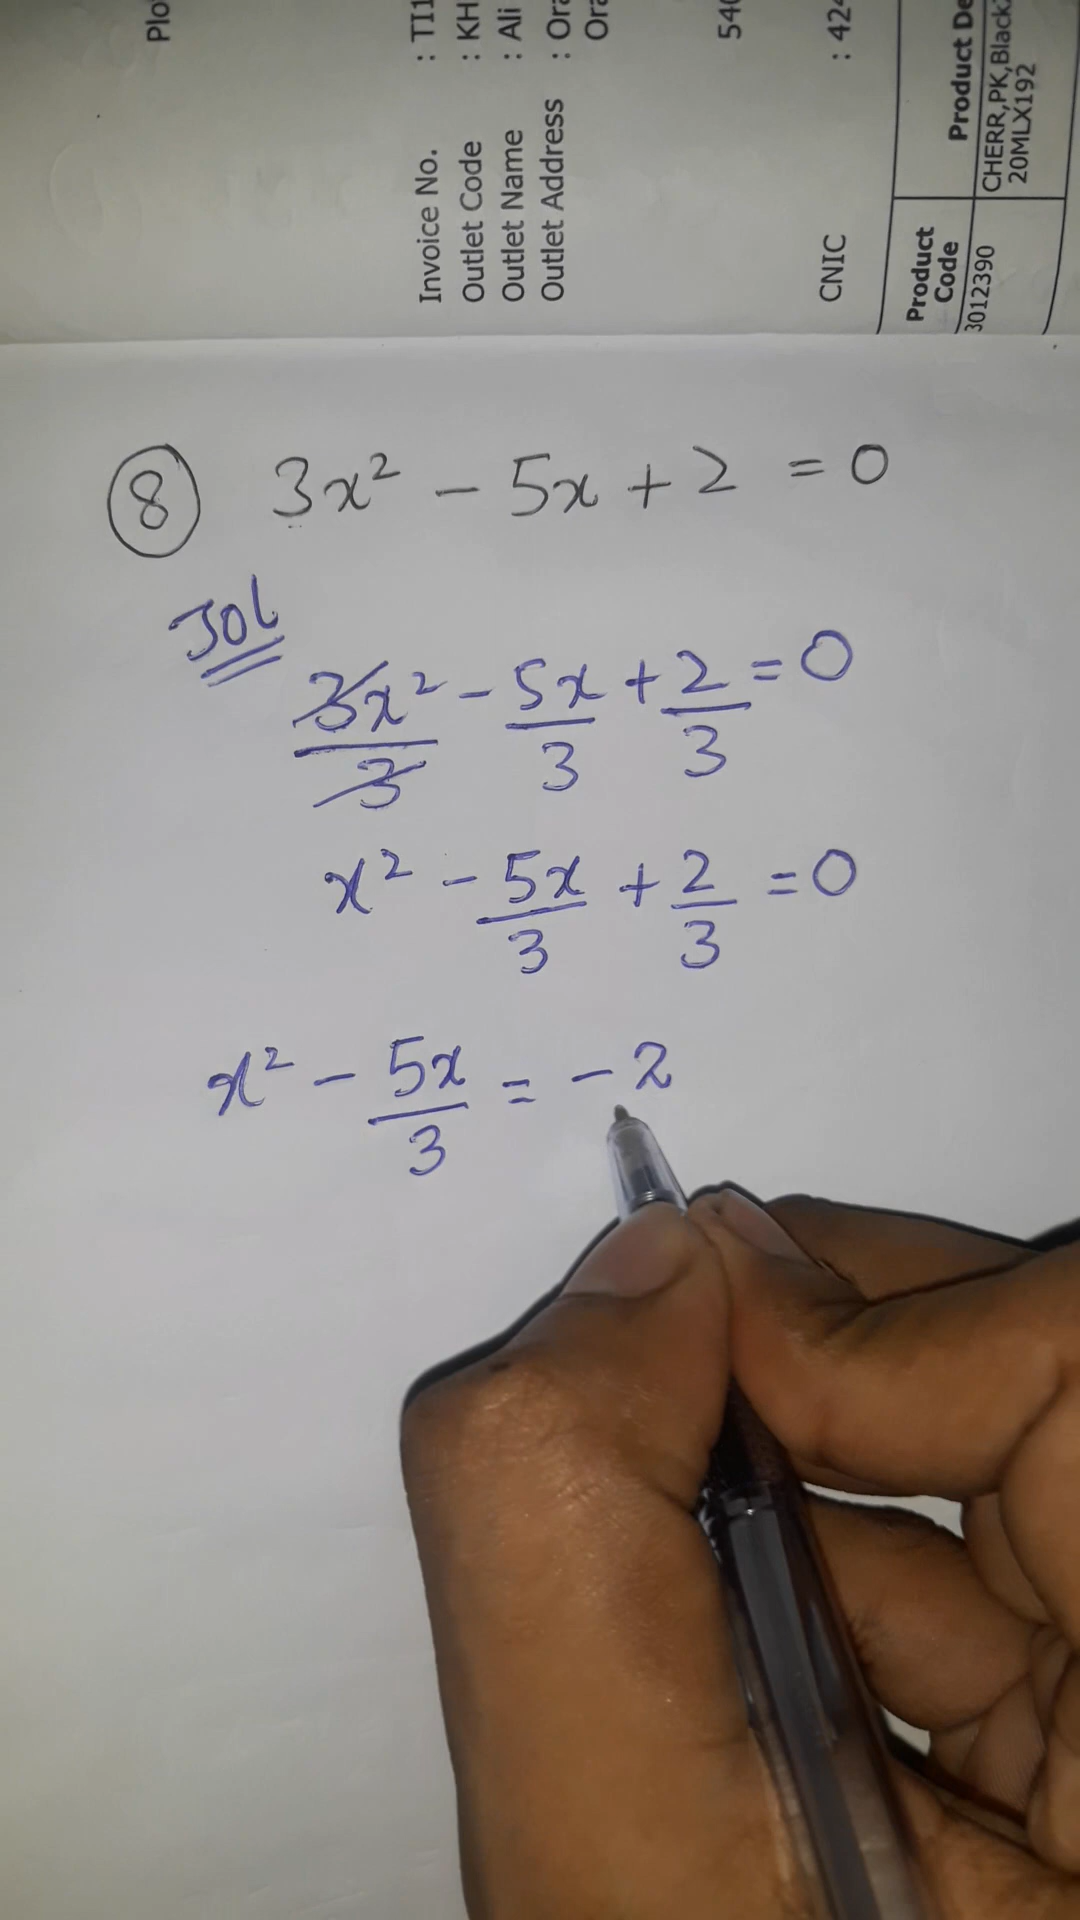 Plo
Invoice No. : TI1
Outlet Code : KH
Outlet Name : Ali
Outlet Address : Ora
Ora
540
CNIC : 424
Product Code Product De
3012390 CHERR,PK,Black
20MLX192
⑧ 3x² - 5x + 2 = 0
Sol
3x²/3 - 5x/3 + 2/3 = 0
x² - 5x/3 + 2/3 = 0
x² - 5x/3 = - 2